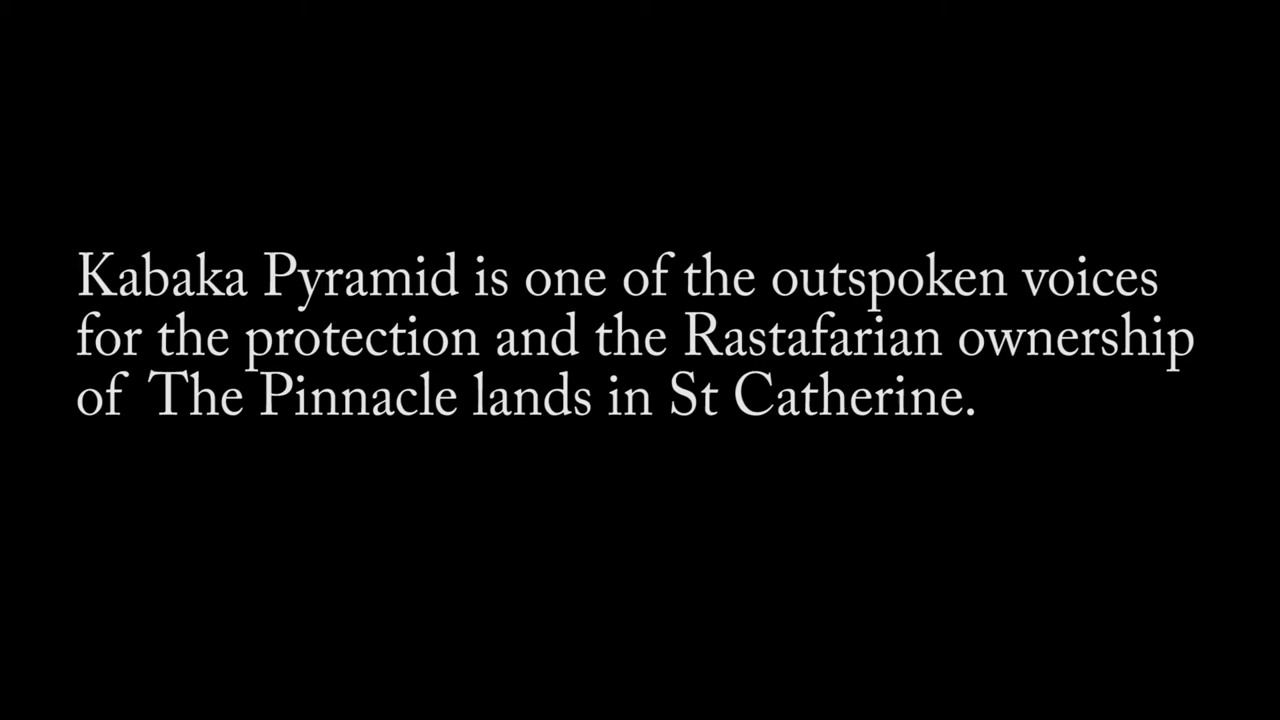 Kabaka Pyramid is one of the outspoken voices
for the protection and the Rastafarian ownership
of The Pinnacle lands in St Catherine.